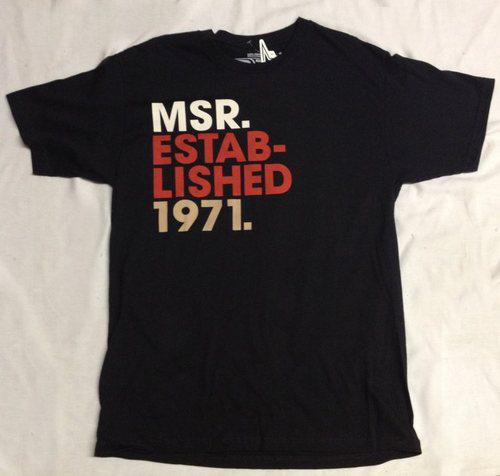 MSR.
ESTAB-
LISHED
1971.